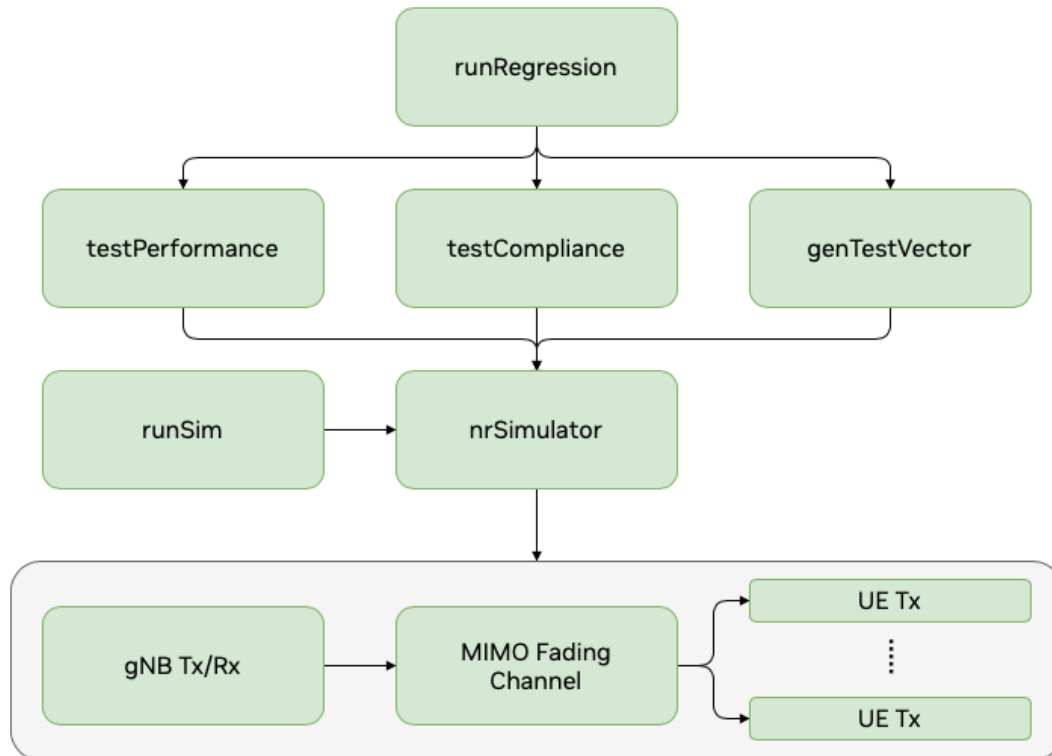 runRegression
testPerformance
testCompliance
genTestVector
runSim
nrSimulator
gNB Tx/Rx
MIMO Fading
Channel
UE Tx
UE Tx